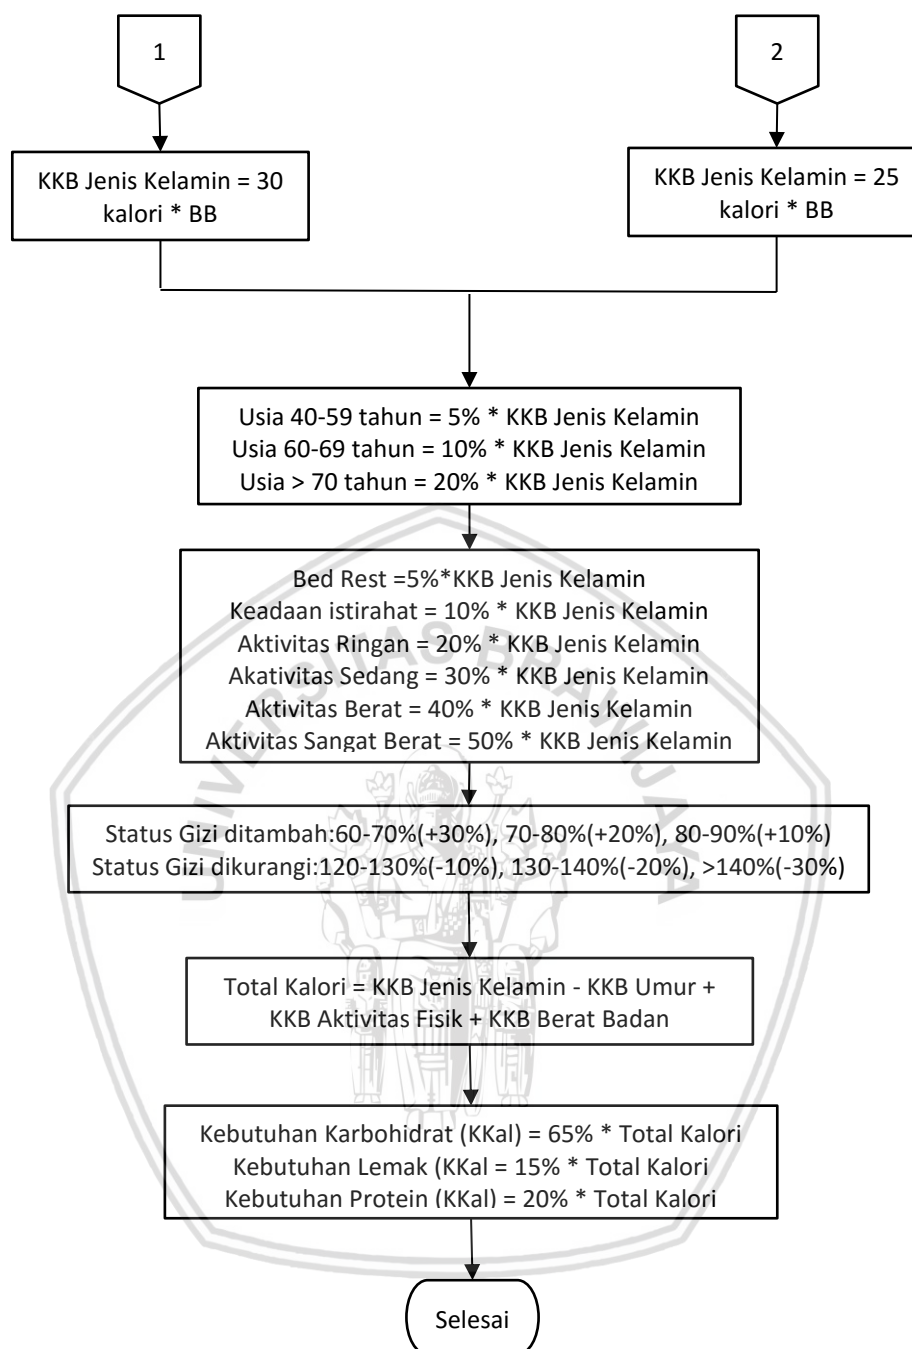 1
2
KKB Jenis Kelamin = 30
kalori * BB
KKB Jenis Kelamin = 25
kalori * BB
Usia 40-59 tahun = 5% * KKB Jenis Kelamin
Usia 60-69 tahun = 10% * KKB Jenis Kelamin
Usia > 70 tahun = 20% * KKB Jenis Kelamin
Bed Rest =5%*KKB Jenis Kelamin
Keadaan istirahat = 10% * KKB Jenis Kelamin
Aktivitas Ringan = 20% * KKB Jenis Kelamin
Akativitas Sedang = 30% * KKB Jenis Kelamin
Aktivitas Berat = 40% * KKB Jenis Kelamin
Aktivitas Sangat Berat = 50% * KKB Jenis Kelamin
UNIVERSITAS BRAWIJAYA
Status Gizi ditambah:60-70%(+30%), 70-80%(+20%), 80-90%(+10%)
Status Gizi dikurangi:120-130%(-10%), 130-140%(-20%), >140%(-30%)
Total Kalori = KKB Jenis Kelamin - KKB Umur +
KKB Aktivitas Fisik + KKB Berat Badan
Kebutuhan Karbohidrat (KKal) = 65% * Total Kalori
Kebutuhan Lemak (KKal = 15% * Total Kalori
Kebutuhan Protein (KKal) = 20% * Total Kalori
Selesai